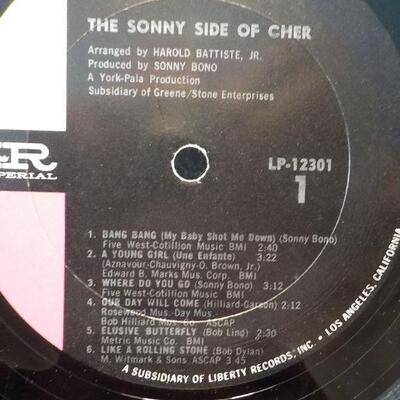 THE SONNY SIDE OF CHER
Arranged by HAROLD BATTISTE, JR.
Produced by SONNY BONO
A York-Pala Production
Subsidiary of Greene/Stone Enterprises
IR
PERIAL
LP-12301
1
1. BANG BANG (My Baby Shot Me Down) (Sonny Bono)
Five West-Cotillion Music BMI 2:40
2. A YOUNG GIRL (Une Enfante) 3:22
(Aznavour-Chauvigny-O. Brown, Jr.)
Edward B. Marks Mus. Corp. BMI
3. WHERE DO YOU GO (Sonny Bono) 3:12
Five West-Cotillion Music BMI
4. OUR DAY WILL COME (Hilliard-Garson) 2:12
Rosewood Mus.-Day Mus.
Bob Hilliard Mus. Co. ASCAP
5. ELUSIVE BUTTERFLY (Bob Lind) 2:30
Metric Music Co. BMI
6. LIKE A ROLLING STONE (Bob Dylan)
M. Witmark & Sons ASCAP 3:45
A SUBSIDIARY OF LIBERTY RECORDS, INC. • LOS ANGELES, CALIFORNIA